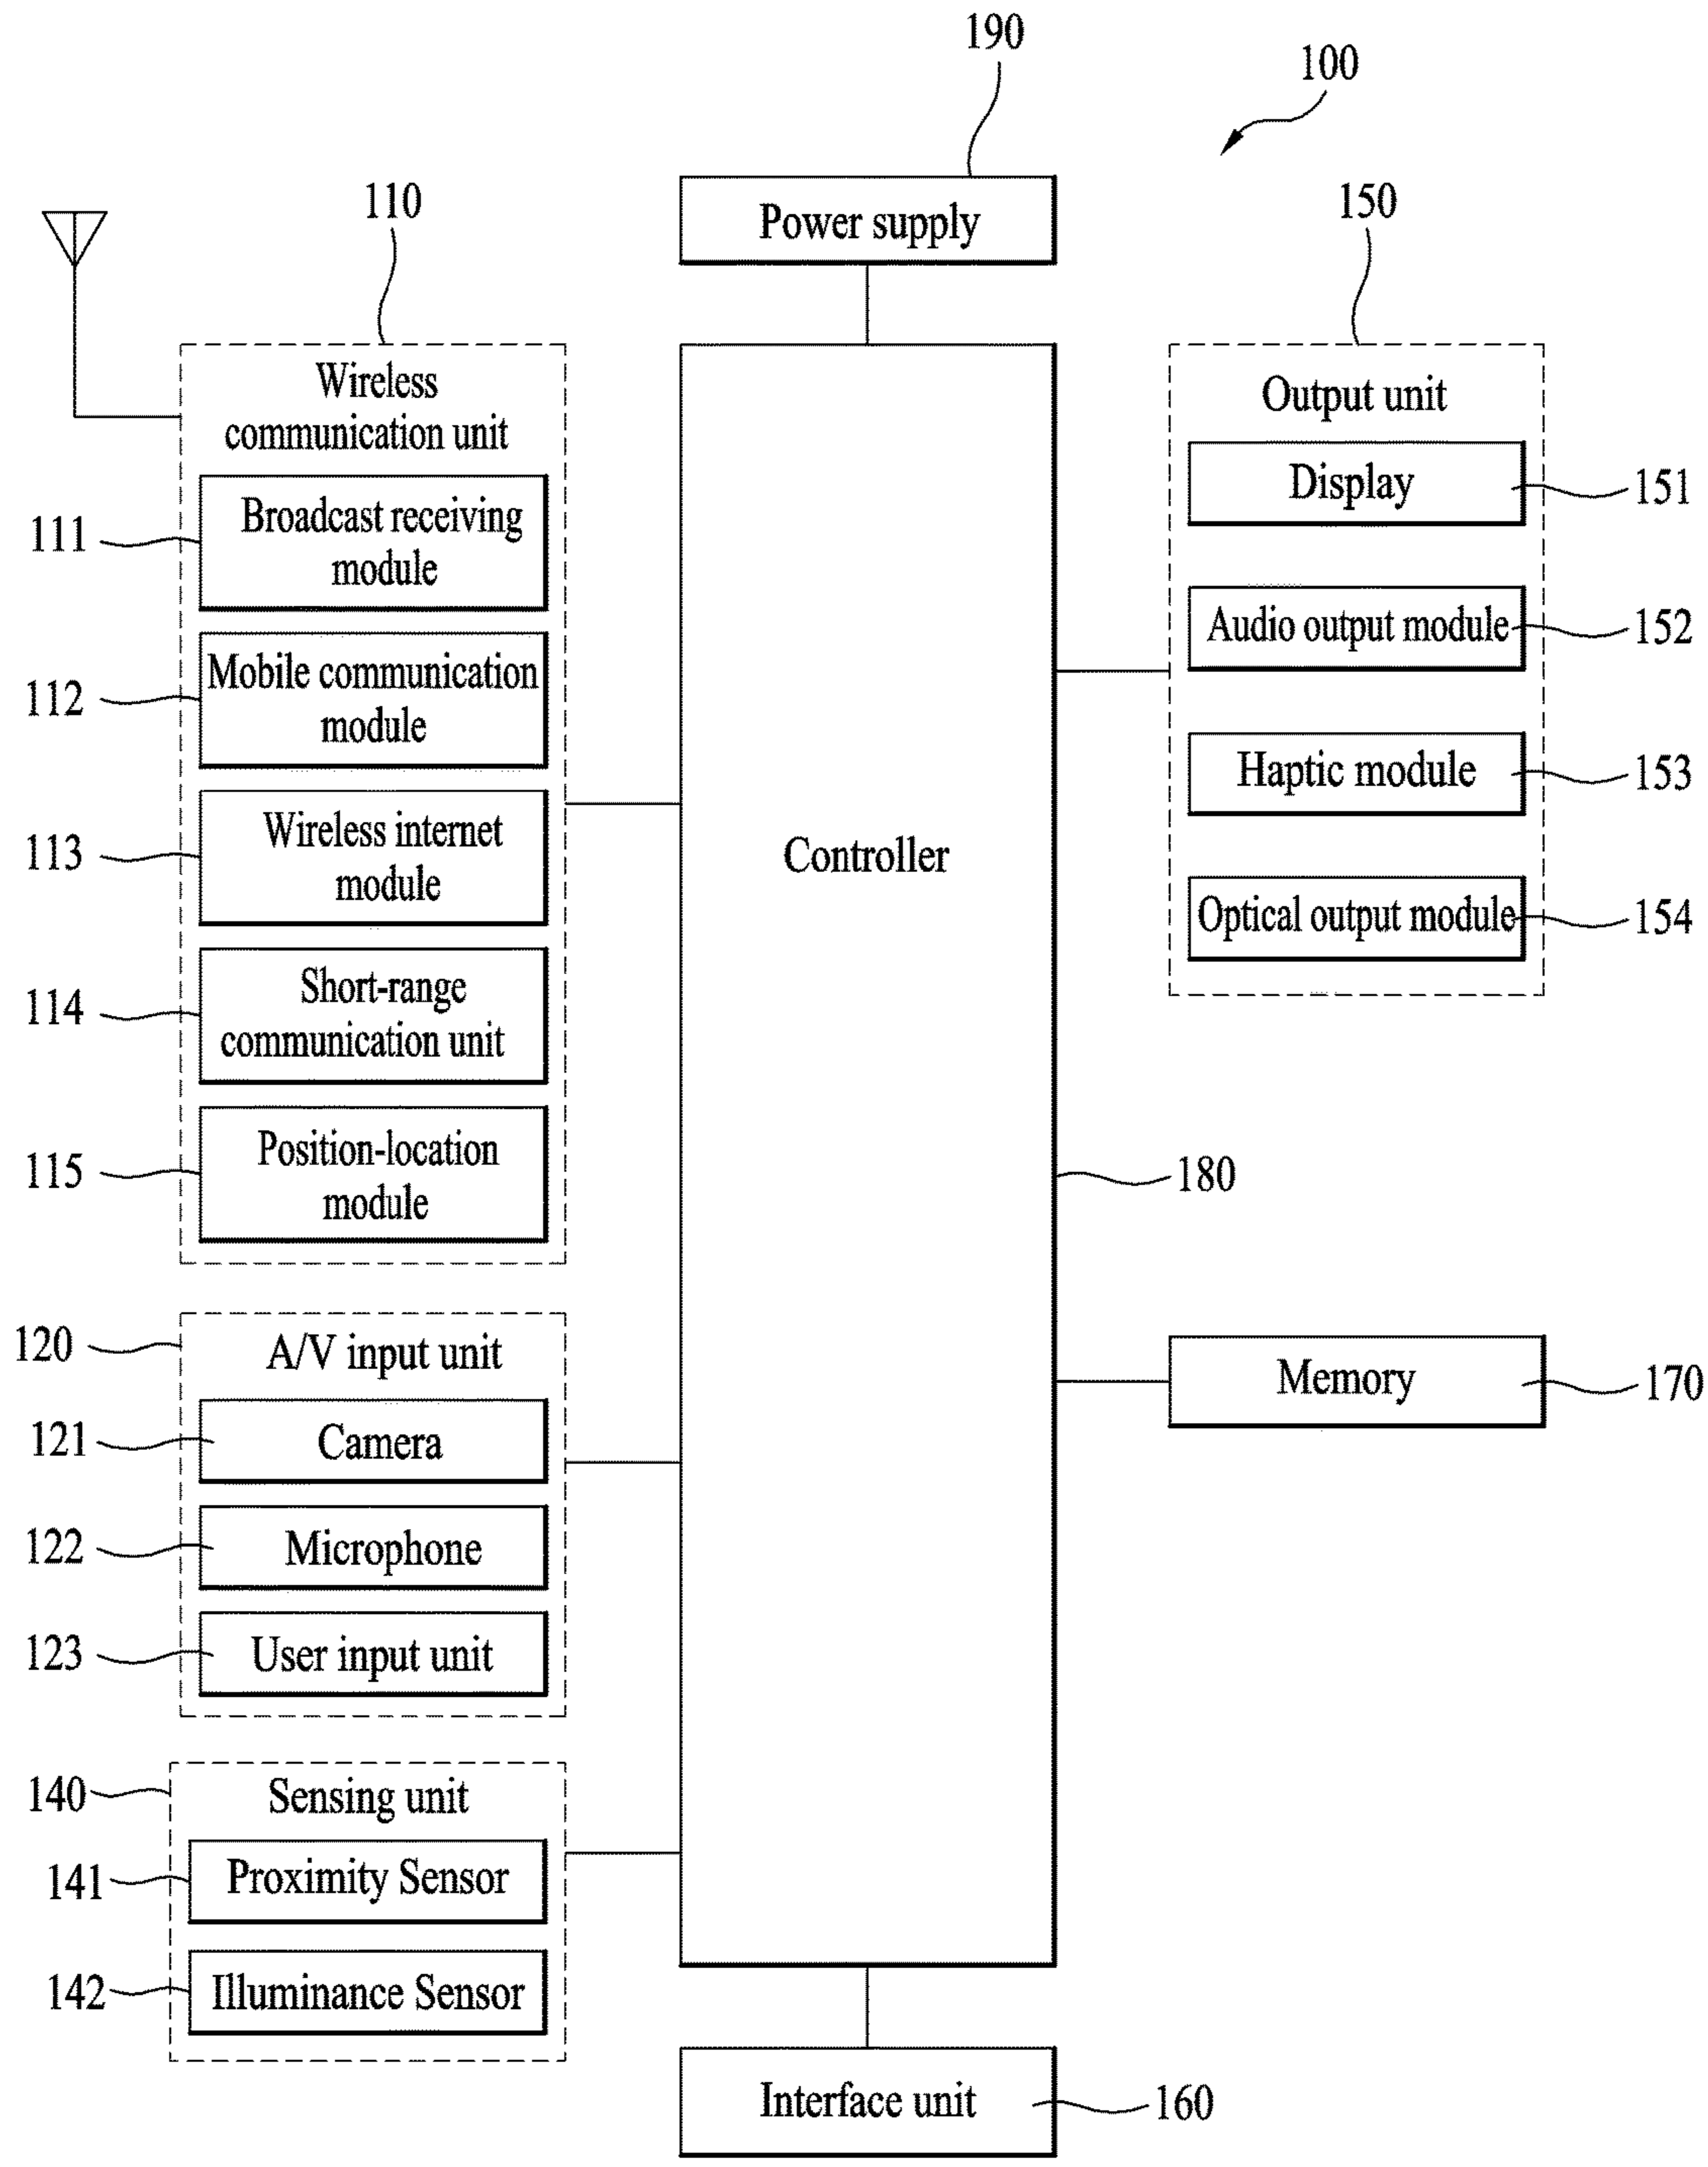 190
100
Power supply
110
150
Wireless
communication unit
111
Broadcast receiving
module
112
Mobile communication
module
113
Wireless internet
module
114
Short-range
communication unit
115
Position-location
module
120
A/V input unit
121
Camera
122
Microphone
123
User input unit
140
Sensing unit
141
Proximity Sensor
142
Illuminance Sensor
Controller
180
Output unit
Display
151
Audio output module
152
Haptic module
153
Optical output module
154
Memory
170
Interface unit
160